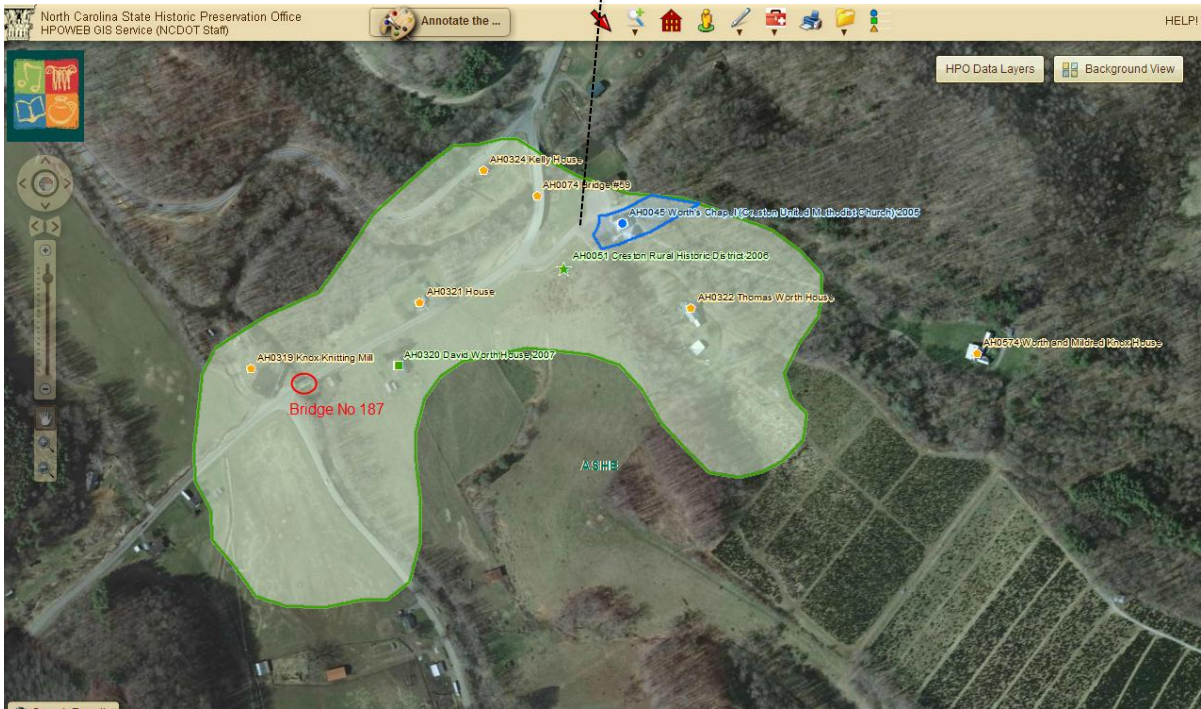 North Carolina State Historic Preservation Office
HPOWEB GIS Service (NCDOT Staff)
Annotate the ...
HELP!
HPO Data Layers
Background View
AH0324 Kelly House
AH0074 Bridge #59
AH0045 Worth's Chapel (Creston United Methodist Church) 2005
AH0051 Creston Rural Historic District 2006
AH0321 House
AH0322 Thomas Worth House
AH0574 Worth and Mildred Knox House
AH0319 Knox Knitting Mill
AH0320 David Worth House 2007
Bridge No 187
ASHE